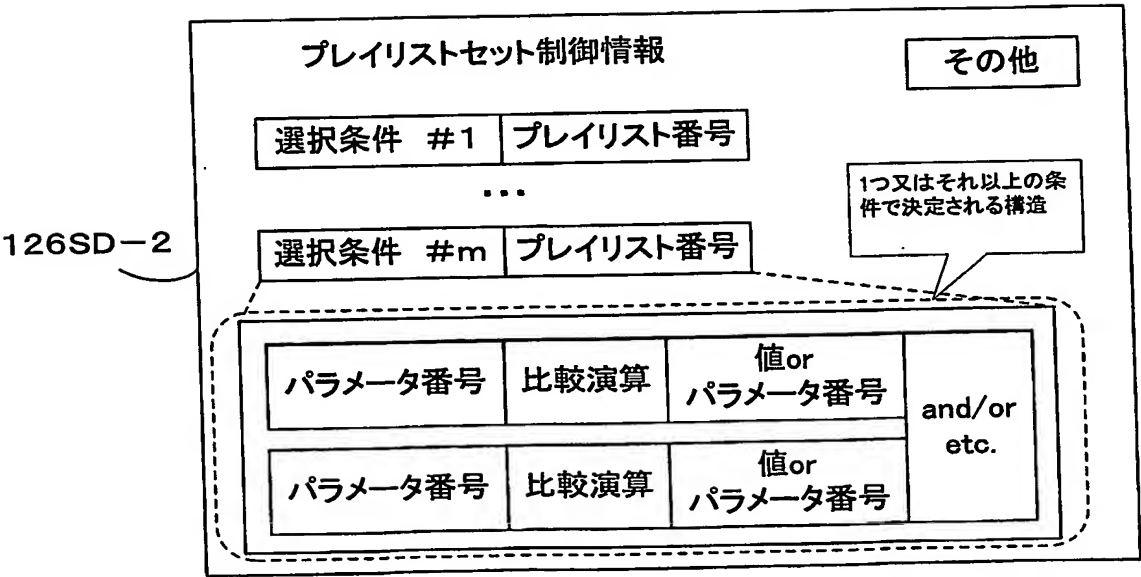 プレイリストセット制御情報
その他
選択条件 #1 プレイリスト番号
・・・
1つ又はそれ以上の条
件で決定される構造
126SD-2
選択条件 #m プレイリスト番号
パラメータ番号 比較演算 値or
パラメータ番号
and/or
etc.
パラメータ番号 比較演算 値or
パラメータ番号